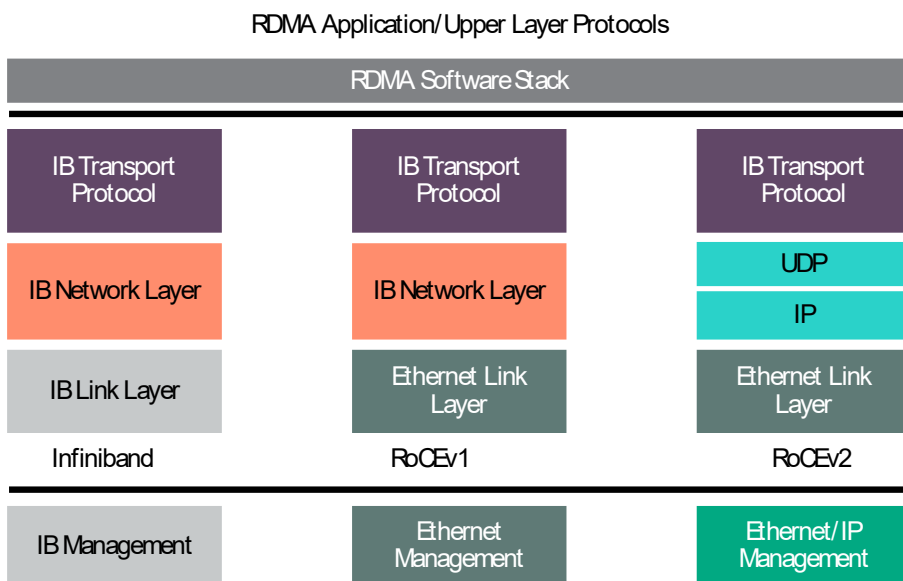 RDMA Application/Upper Layer Protocols
RDMA Software Stack
IB Transport
Protocol
IB Transport
Protocol
IB Transport
Protocol
IB Network Layer
IB Network Layer
UDP
IP
IB Link Layer
Ethernet Link
Layer
Ethernet Link
Layer
Infiniband
RoCEv1
RoCEv2
IB Management
Ethernet
Management
Ethernet/IP
Management